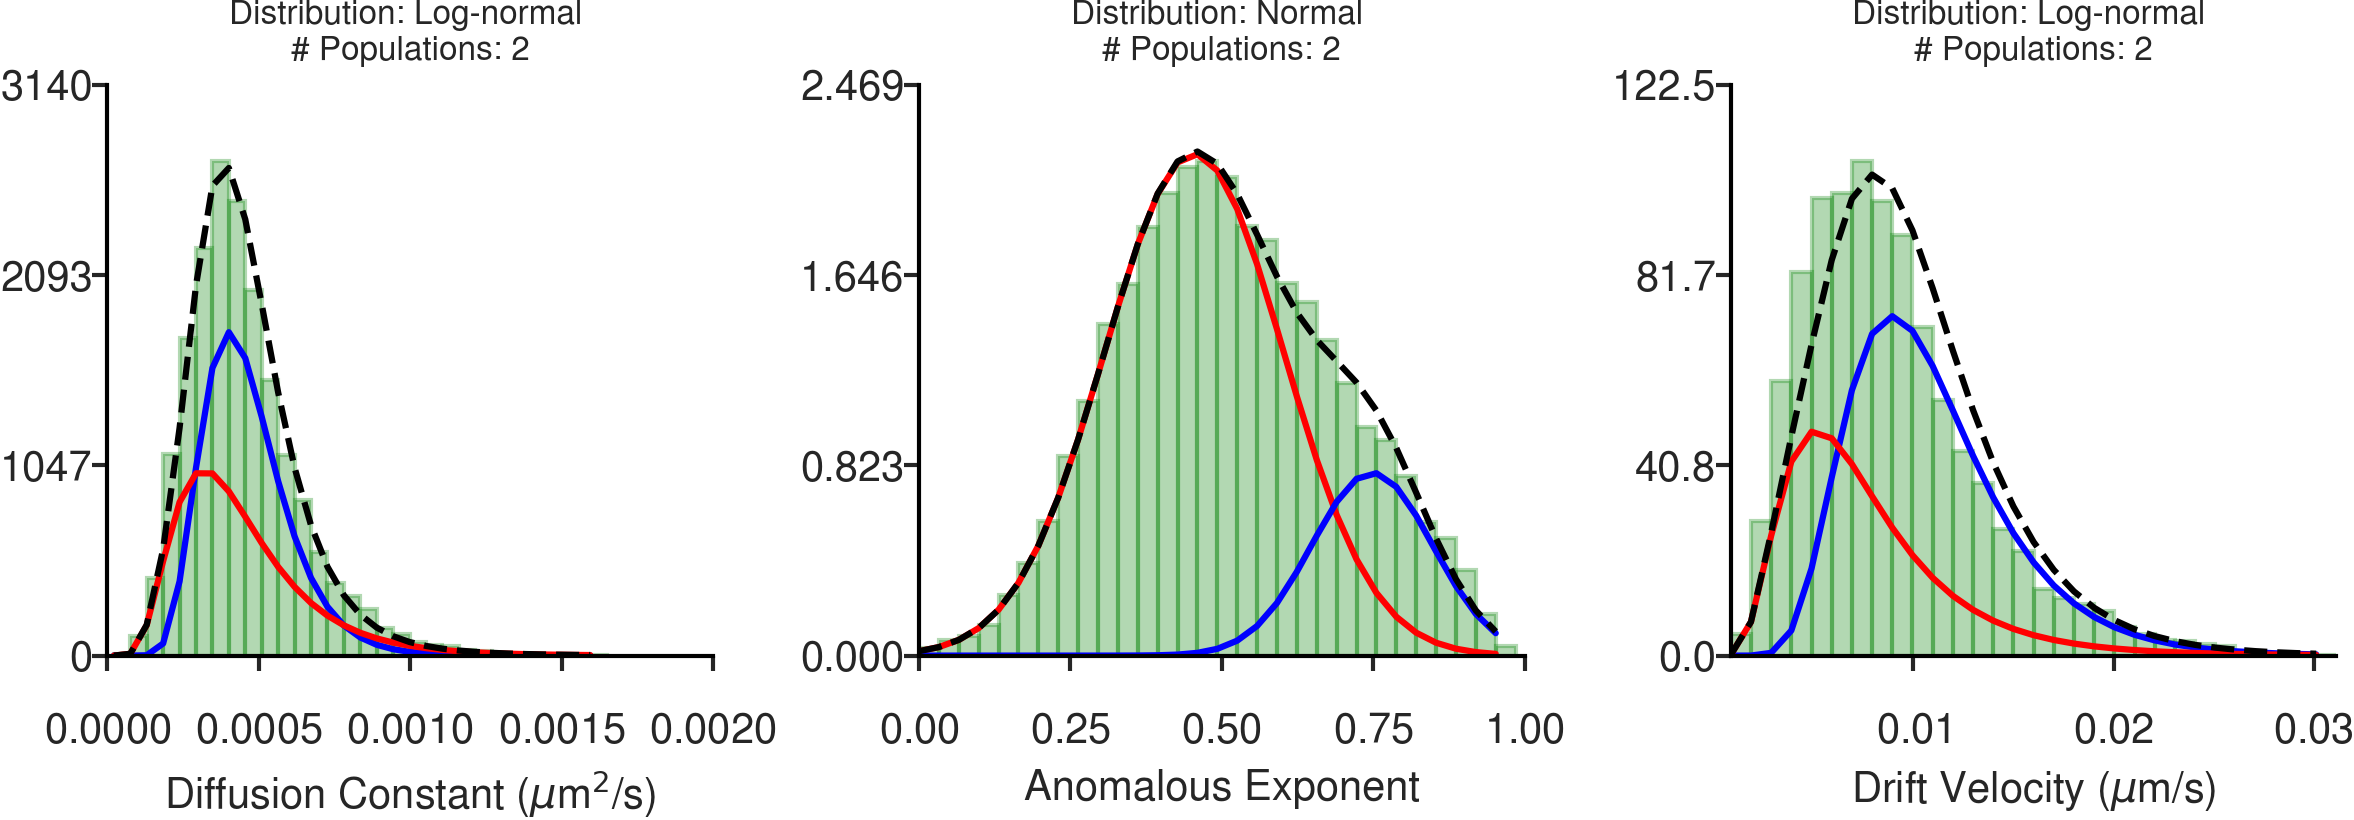 Distribution: Log-normal
# Populations: 2
3140
2093
1047
0
0.0000 0.0005 0.0010 0.0015 0.0020
Diffusion Constant (μm²/s)
Distribution: Normal
# Populations: 2
2.469
1.646
0.823
0.000
0.00 0.25 0.50 0.75 1.00
Anomalous Exponent
Distribution: Log-normal
# Populations: 2
122.5
81.7
40.8
0.0
0.01 0.02 0.03
Drift Velocity (μm/s)